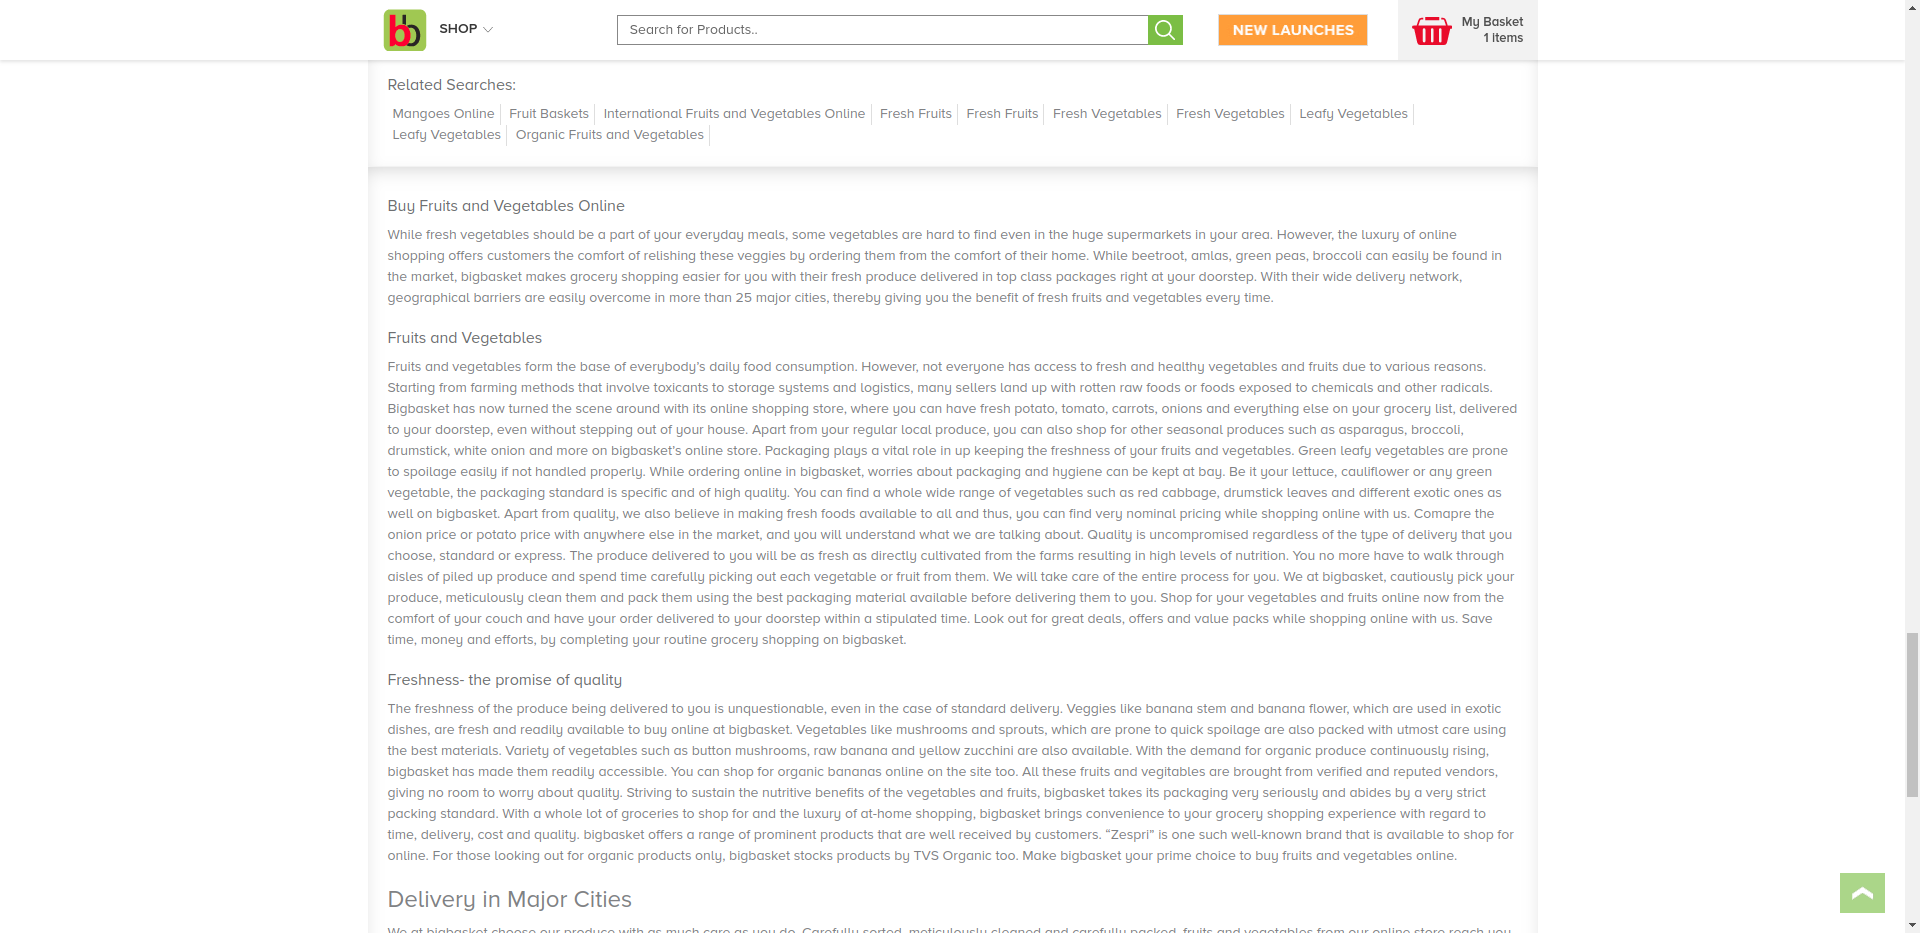 bb
SHOP
Search for Products..
NEW LAUNCHES
My Basket
1 items
Related Searches:
Mangoes Online
Fruit Baskets
International Fruits and Vegetables Online
Fresh Fruits
Fresh Fruits
Fresh Vegetables
Fresh Vegetables
Leafy Vegetables
Leafy Vegetables
Organic Fruits and Vegetables
Buy Fruits and Vegetables Online
While fresh vegetables should be a part of your everyday meals, some vegetables are hard to find even in the huge supermarkets in your area. However, the luxury of online
shopping offers customers the comfort of relishing these veggies by ordering them from the comfort of their home. While beetroot, amlas, green peas, broccoli can easily be found in
the market, bigbasket makes grocery shopping easier for you with their fresh produce delivered in top class packages right at your doorstep. With their wide delivery network,
geographical barriers are easily overcome in more than 25 major cities, thereby giving you the benefit of fresh fruits and vegetables every time.
Fruits and Vegetables
Fruits and vegetables form the base of everybody's daily food consumption. However, not everyone has access to fresh and healthy vegetables and fruits due to various reasons.
Starting from farming methods that involve toxicants to storage systems and logistics, many sellers land up with rotten raw foods or foods exposed to chemicals and other radicals.
Bigbasket has now turned the scene around with its online shopping store, where you can have fresh potato, tomato, carrots, onions and everything else on your grocery list, delivered
to your doorstep, even without stepping out of your house. Apart from your regular local produce, you can also shop for other seasonal produces such as asparagus, broccoli,
drumstick, white onion and more on bigbasket's online store. Packaging plays a vital role in up keeping the freshness of your fruits and vegetables. Green leafy vegetables are prone
to spoilage easily if not handled properly. While ordering online in bigbasket, worries about packaging and hygiene can be kept at bay. Be it your lettuce, cauliflower or any green
vegetable, the packaging standard is specific and of high quality. You can find a whole wide range of vegetables such as red cabbage, drumstick leaves and different exotic ones as
well on bigbasket. Apart from quality, we also believe in making fresh foods available to all and thus, you can find very nominal pricing while shopping online with us. Comapre the
onion price or potato price with anywhere else in the market, and you will understand what we are talking about. Quality is uncompromised regardless of the type of delivery that you
choose, standard or express. The produce delivered to you will be as fresh as directly cultivated from the farms resulting in high levels of nutrition. You no more have to walk through
aisles of piled up produce and spend time carefully picking out each vegetable or fruit from them. We will take care of the entire process for you. We at bigbasket, cautiously pick your
produce, meticulously clean them and pack them using the best packaging material available before delivering them to you. Shop for your vegetables and fruits online now from the
comfort of your couch and have your order delivered to your doorstep within a stipulated time. Look out for great deals, offers and value packs while shopping online with us. Save
time, money and efforts, by completing your routine grocery shopping on bigbasket.
Freshness- the promise of quality
The freshness of the produce being delivered to you is unquestionable, even in the case of standard delivery. Veggies like banana stem and banana flower, which are used in exotic
dishes, are fresh and readily available to buy online at bigbasket. Vegetables like mushrooms and sprouts, which are prone to quick spoilage are also packed with utmost care using
the best materials. Variety of vegetables such as button mushrooms, raw banana and yellow zucchini are also available. With the demand for organic produce continuously rising,
bigbasket has made them readily accessible. You can shop for organic bananas online on the site too. All these fruits and vegitables are brought from verified and reputed vendors,
giving no room to worry about quality. Striving to sustain the nutritive benefits of the vegetables and fruits, bigbasket takes its packaging very seriously and abides by a very strict
packing standard. With a whole lot of groceries to shop for and the luxury of at-home shopping, bigbasket brings convenience to your grocery shopping experience with regard to
time, delivery, cost and quality. bigbasket offers a range of prominent products that are well received by customers. “Zespri” is one such well-known brand that is available to shop for
online. For those looking out for organic products only, bigbasket stocks products by TVS Organic too. Make bigbasket your prime choice to buy fruits and vegetables online.
Delivery in Major Cities
We at bigbasket choose our produce with as much care as you do. Carefully sorted, meticulously cleaned and carefully packed, fruits and vegetables from our online store reach you